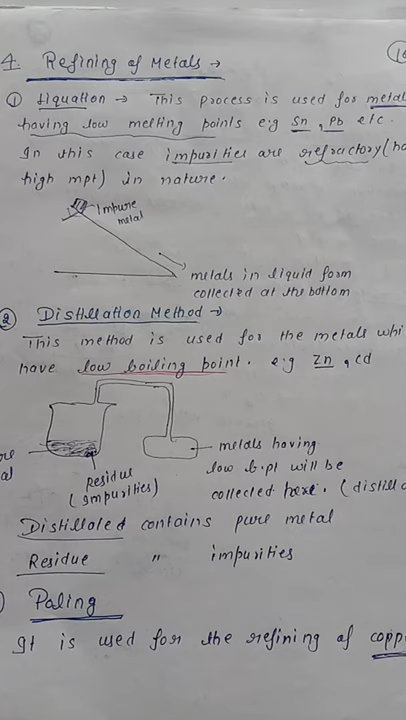 4. Refining of Metals →
① Liquation → This process is used for metal
having low melting points e.g Sn, Pb etc.
In this case impurities are refractory (ha
high mpt) in nature.
Impure
metal
metals in liquid form
collected at the bottom
② Distillation Method →
This method is used for the metals whi
have low boiling point. e.g Zn, cd
Residue
(Impurities)
metals having
low b.pt will be
collected here. (distill
Distillated contains pure metal
Residue " impurities
Poling
It is used for the refining of copp